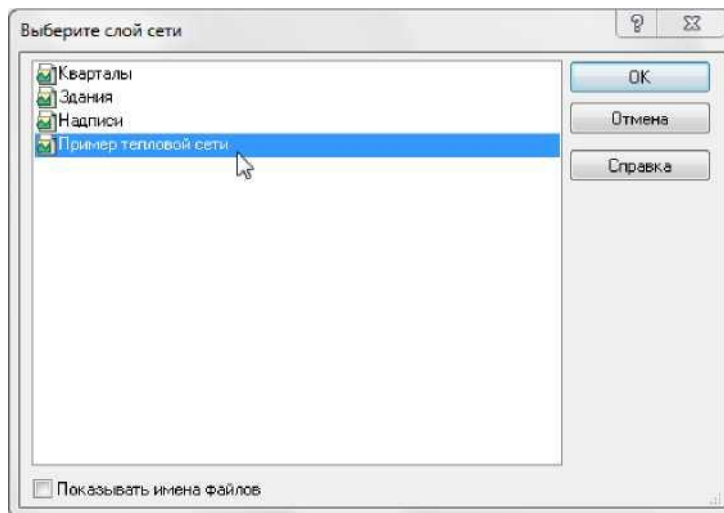 Выберите слой сети
Кварталы
Здания
Надписи
Пример тепловой сети
OK
Отмена
Справка
Показывать имена файлов